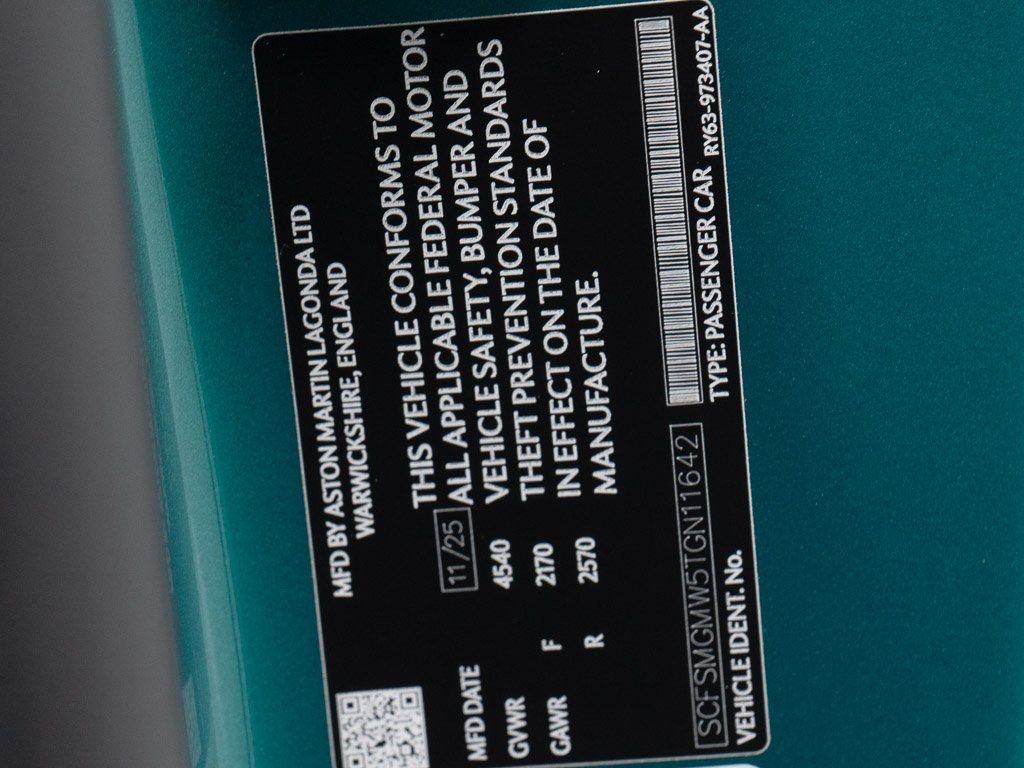 MFD BY ASTON MARTIN LAGONDA LTD
WARWICKSHIRE, ENGLAND
THIS VEHICLE CONFORMS TO
MFD DATE 11/25 ALL APPLICABLE FEDERAL MOTOR
VEHICLE SAFETY, BUMPER AND
GVWR 4540 THEFT PREVENTION STANDARDS
GAWR F 2170 IN EFFECT ON THE DATE OF
R 2570 MANUFACTURE.
SCFSMGMW5TGN11642
VEHICLE IDENT. No. TYPE: PASSENGER CAR RY63-973407-AA